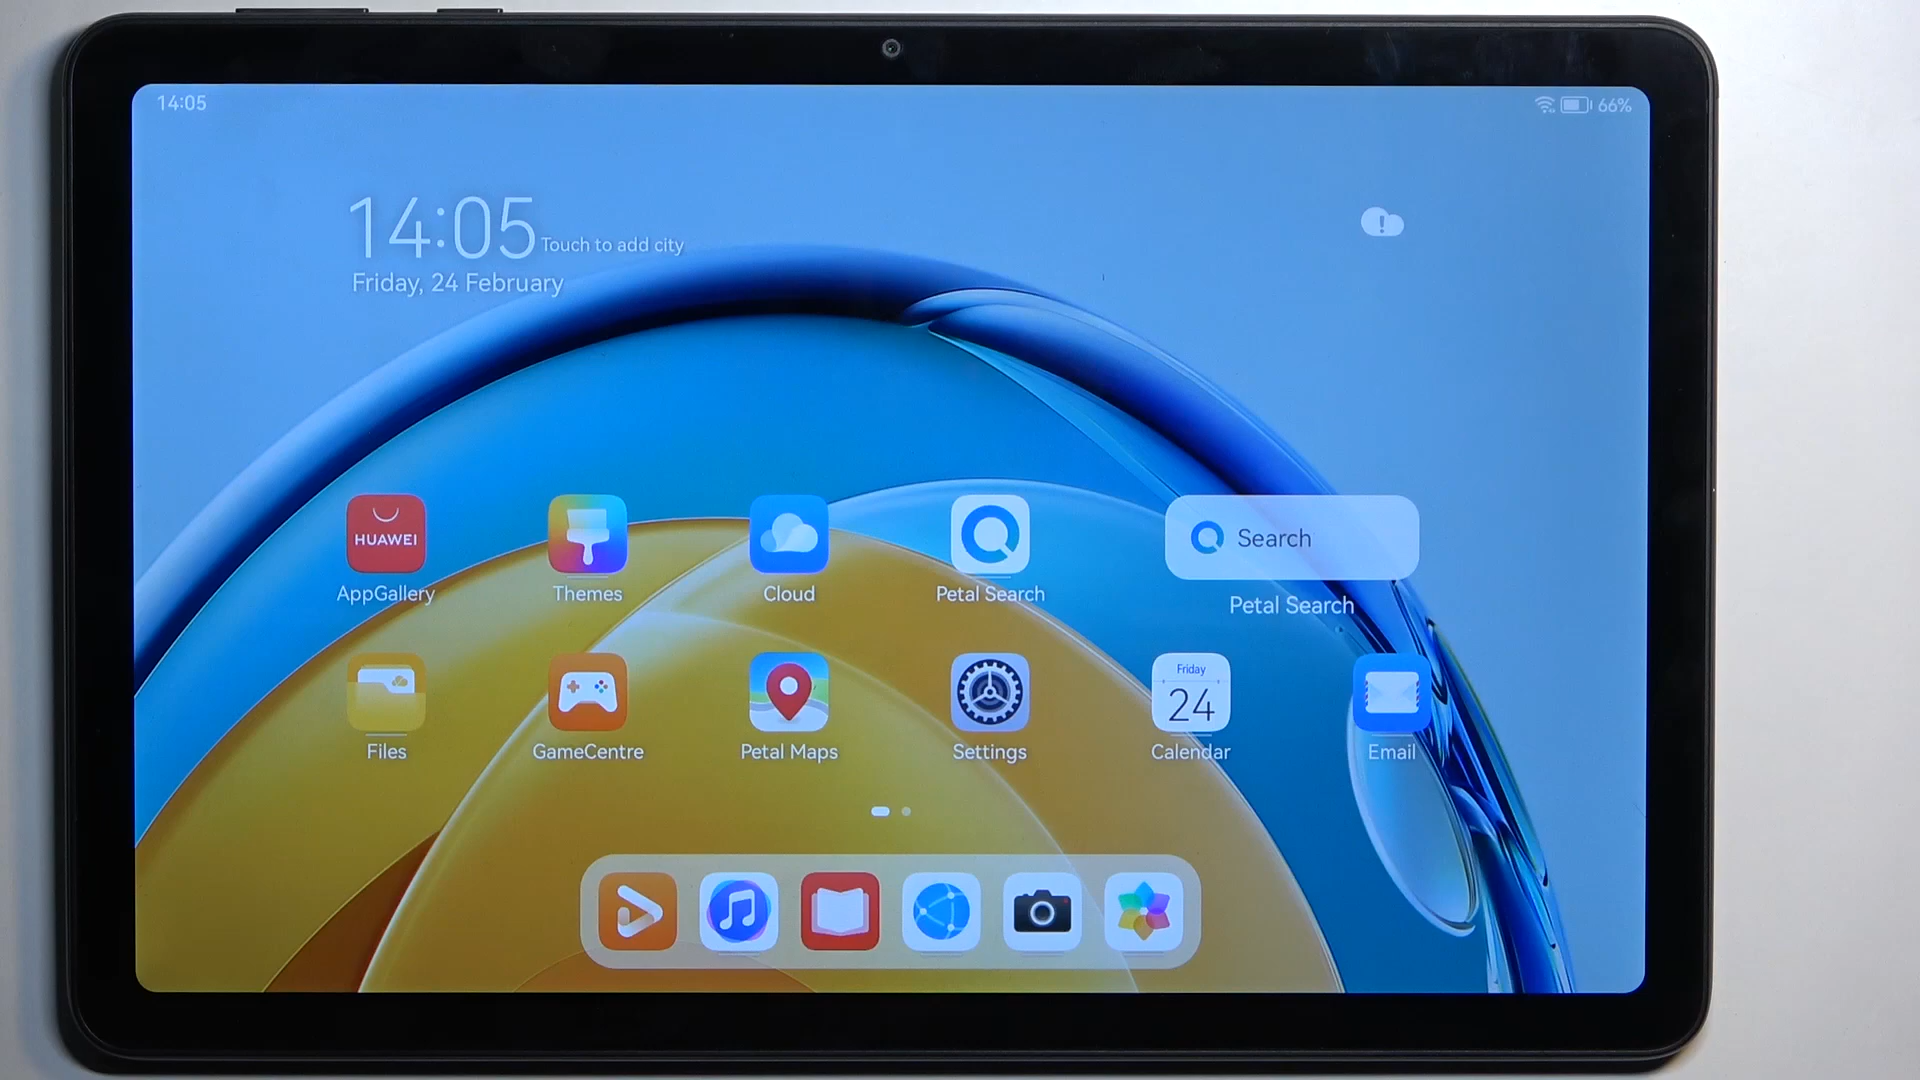 14:05
66%
14:05 Touch to add city
Friday, 24 February
HUAWEI
Search
AppGallery
Themes
Cloud
Petal Search
Petal Search
Friday
24
Files
GameCentre
Petal Maps
Settings
Calendar
Email